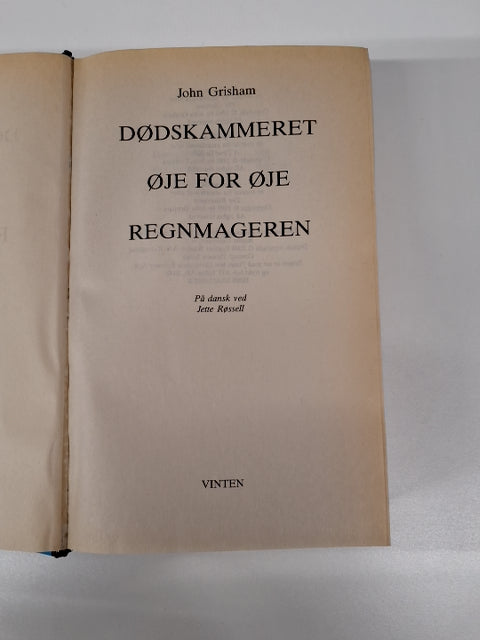 John Grisham
DØDSKAMMERET
ØJE FOR ØJE
REGNMAGEREN
På dansk ved
Jette Røssell
VINTEN